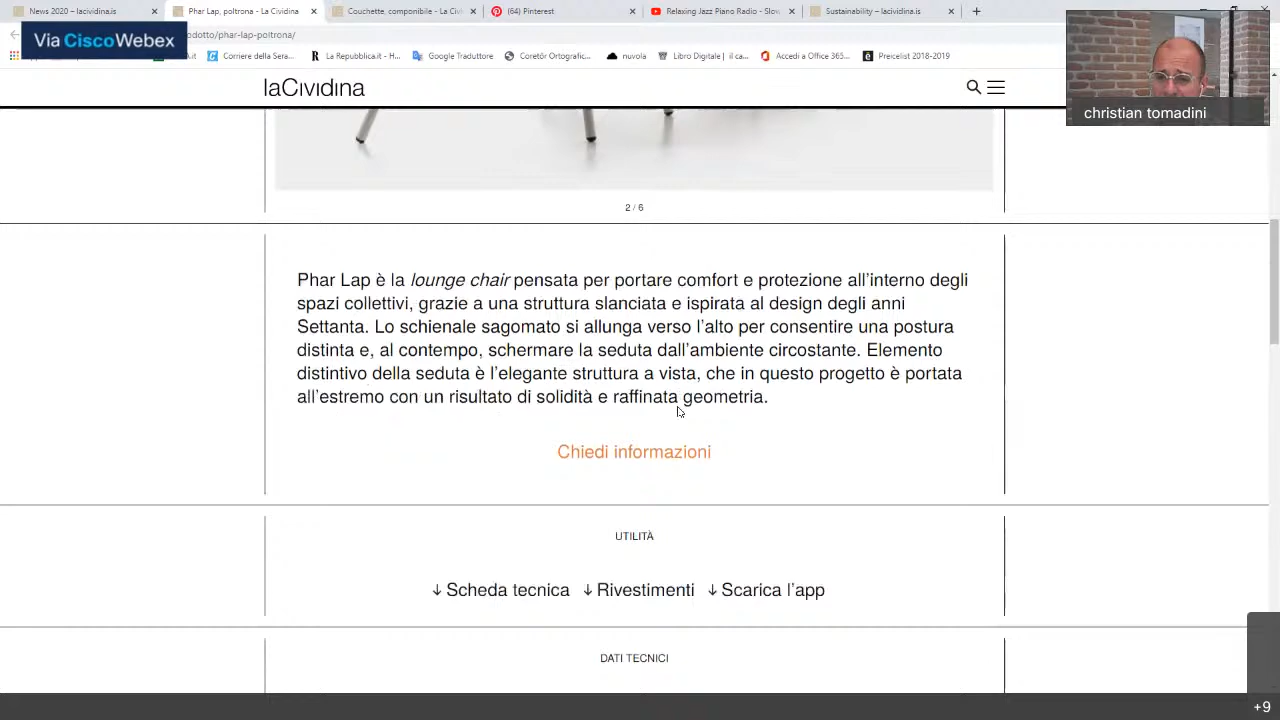 News 2020 – lacividina.is
Phar Lap, poltrona - La Cividina
Couchette, componibile - La Civi
(64) Pinterest
Relaxing Jazz Piano Radio - Slow
Sustainability – lacividina.is
Via CiscoWebex
odotto/phar-lap-poltrona/
Corriere della Sera...
La Repubblica.it - H...
Google Traduttore
Coretti Ortografic...
nuvola
Libro Digitale | il ca...
Accedi a Office 365...
Preicelist 2018-2019
laCividina
christian tomadini
2 / 6
Phar Lap è la lounge chair pensata per portare comfort e protezione all’interno degli
spazi collettivi, grazie a una struttura slanciata e ispirata al design degli anni
Settanta. Lo schienale sagomato si allunga verso l’alto per consentire una postura
distinta e, al contempo, schermare la seduta dall’ambiente circostante. Elemento
distintivo della seduta è l’elegante struttura a vista, che in questo progetto è portata
all’estremo con un risultato di solidità e raffinata geometria.
Chiedi informazioni
UTILITÀ
↓ Scheda tecnica ↓ Rivestimenti ↓ Scarica l’app
DATI TECNICI
+9